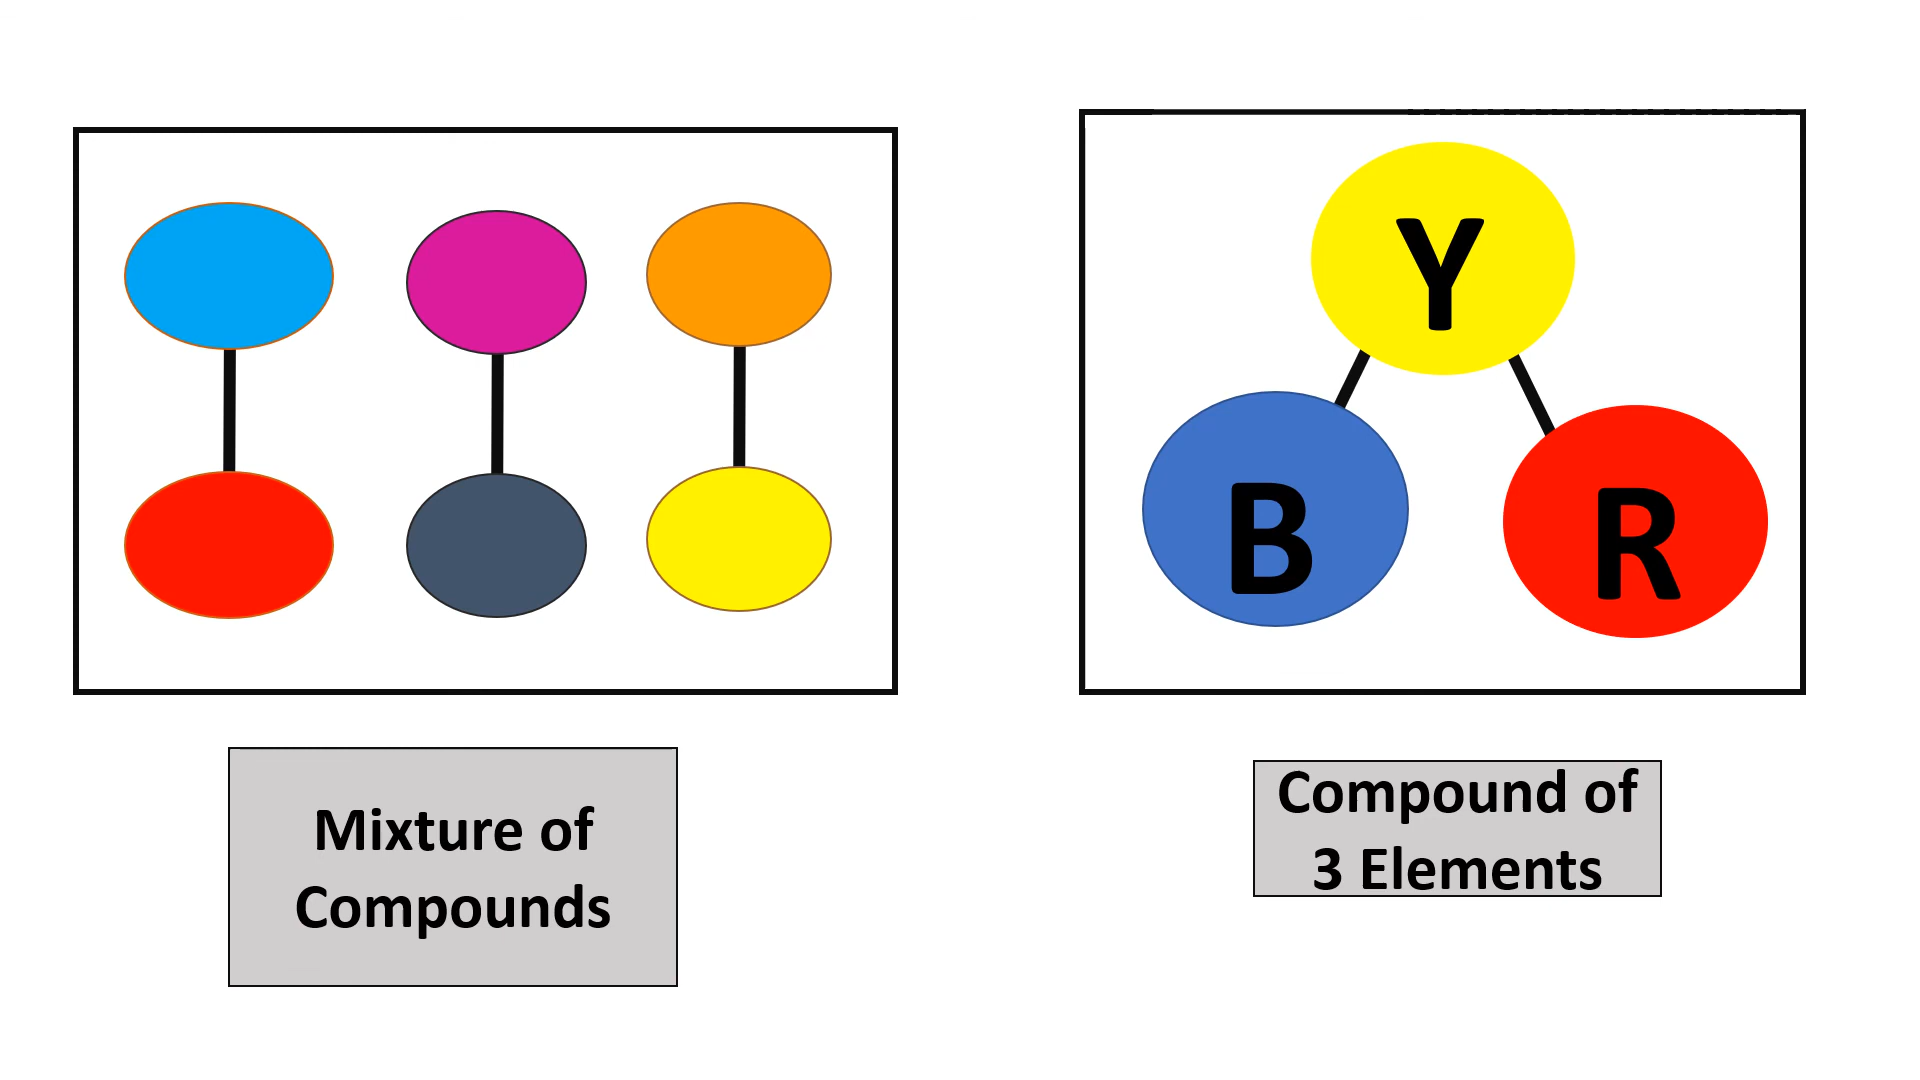 Y
B
R
Mixture of
Compounds
Compound of
3 Elements